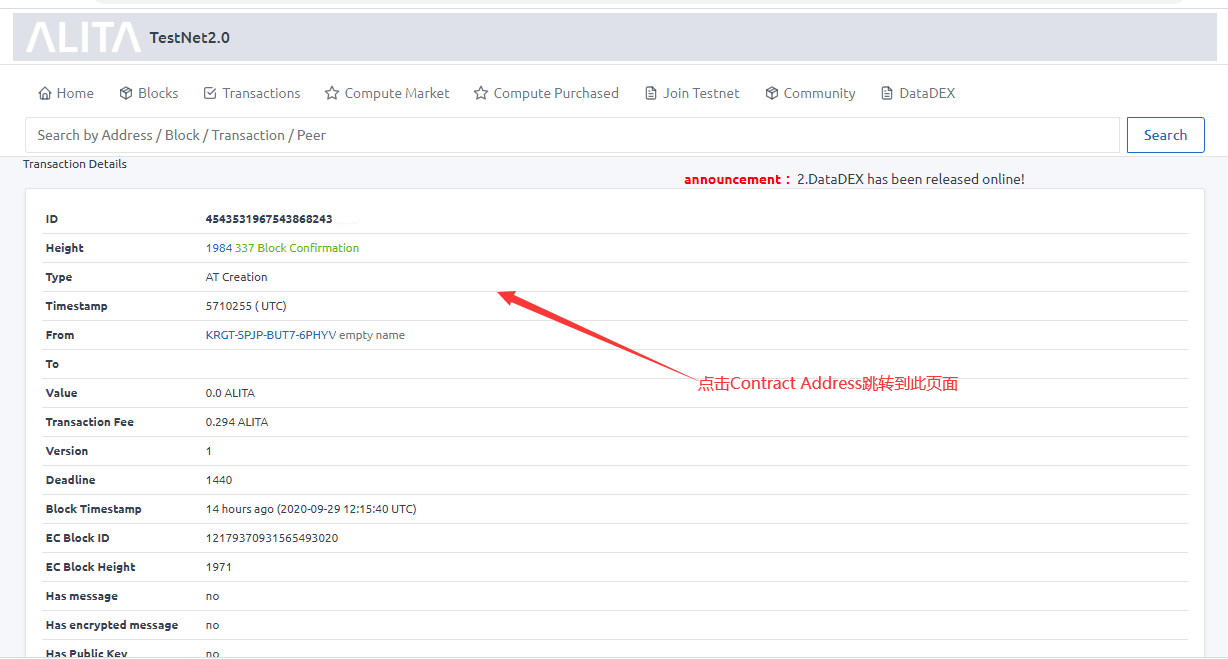 ALITA TestNet2.0
Home Blocks Transactions Compute Market Compute Purchased Join Testnet Community DataDEX
Search by Address / Block / Transaction / Peer Search
Transaction Details
announcement： 2.DataDEX has been released online!
ID 4543531967543868243
Height 1984 337 Block Confirmation
Type AT Creation
Timestamp 5710255 ( UTC)
From KRGT-SPJP-BUT7-6PHYV empty name
To
点击Contract Address跳转到此页面
Value 0.0 ALITA
Transaction Fee 0.294 ALITA
Version 1
Deadline 1440
Block Timestamp 14 hours ago (2020-09-29 12:15:40 UTC)
EC Block ID 12179370931565493020
EC Block Height 1971
Has message no
Has encrypted message no
Has Public Key no